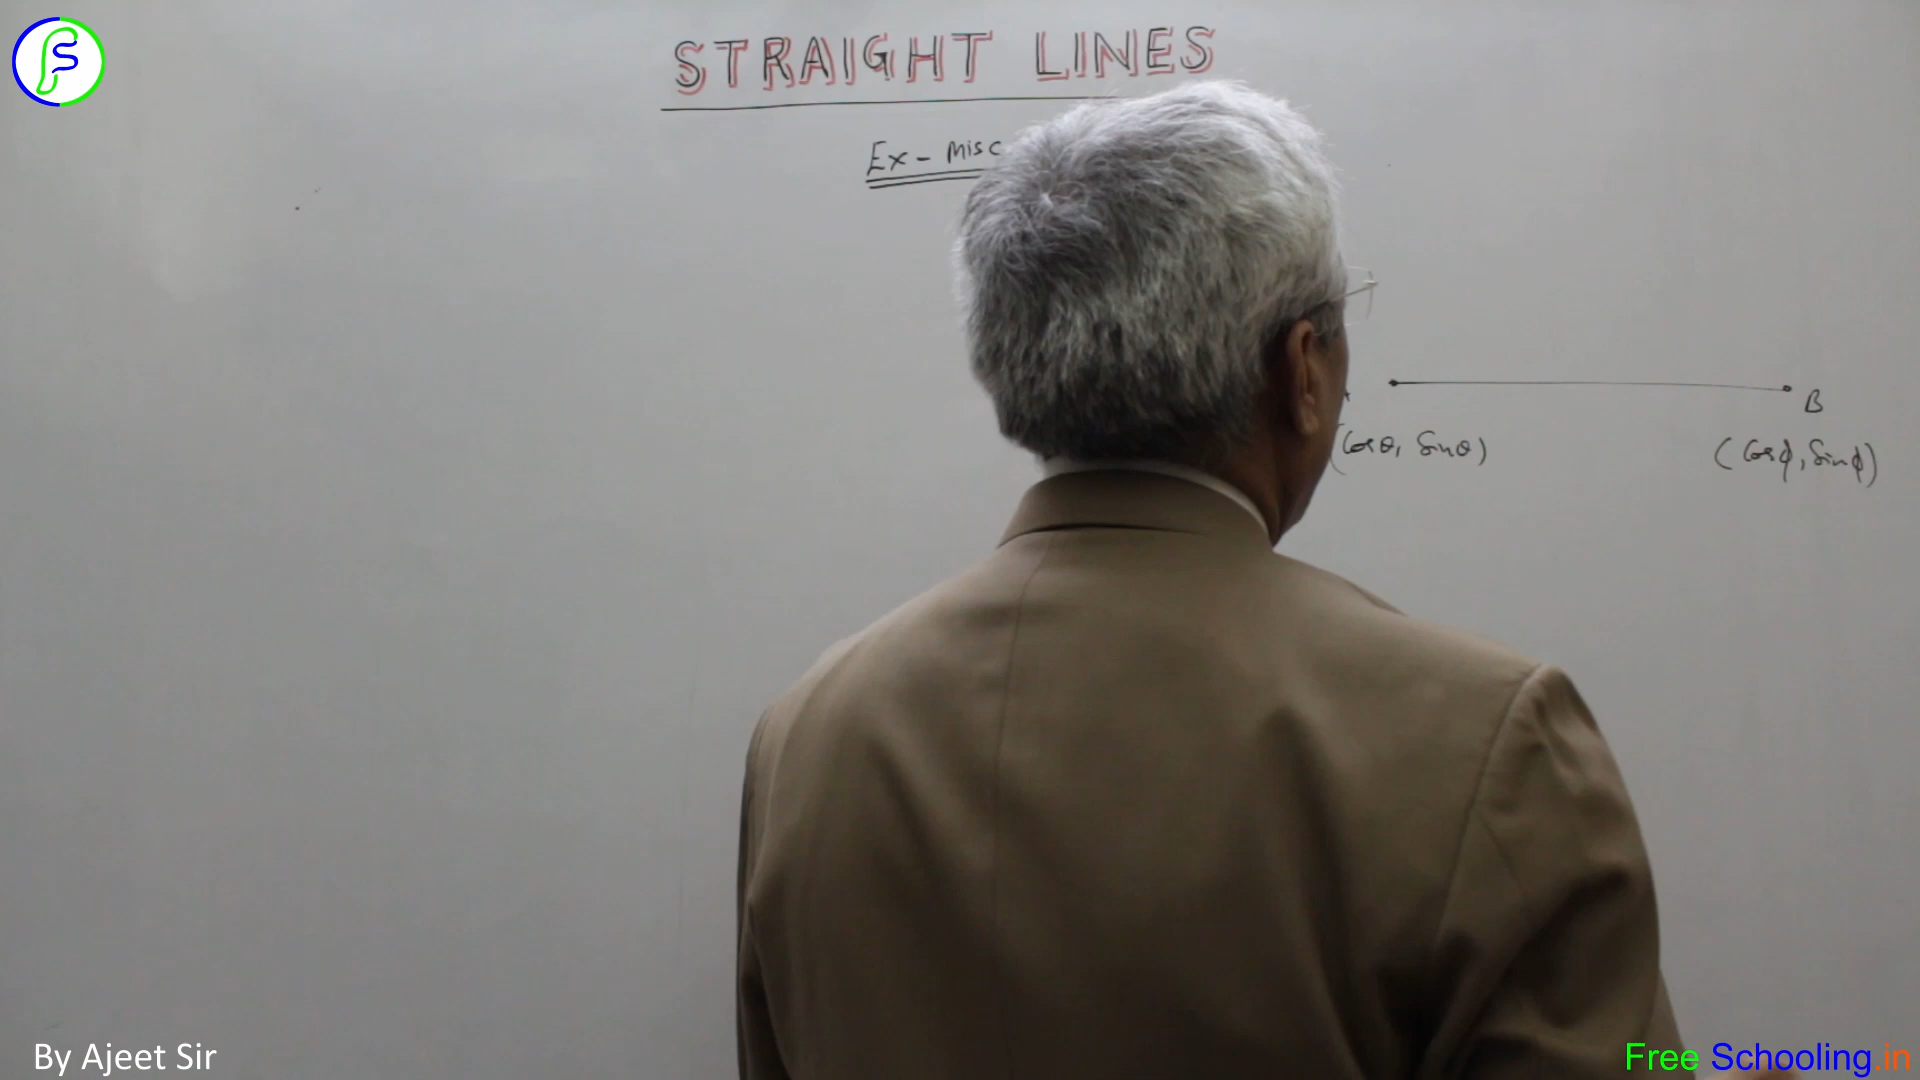 STRAIGHT LINES
Ex - Misc
B
(Cosθ, Sinθ)
(Cosϕ, Sinϕ)
By Ajeet Sir
Free Schooling.in